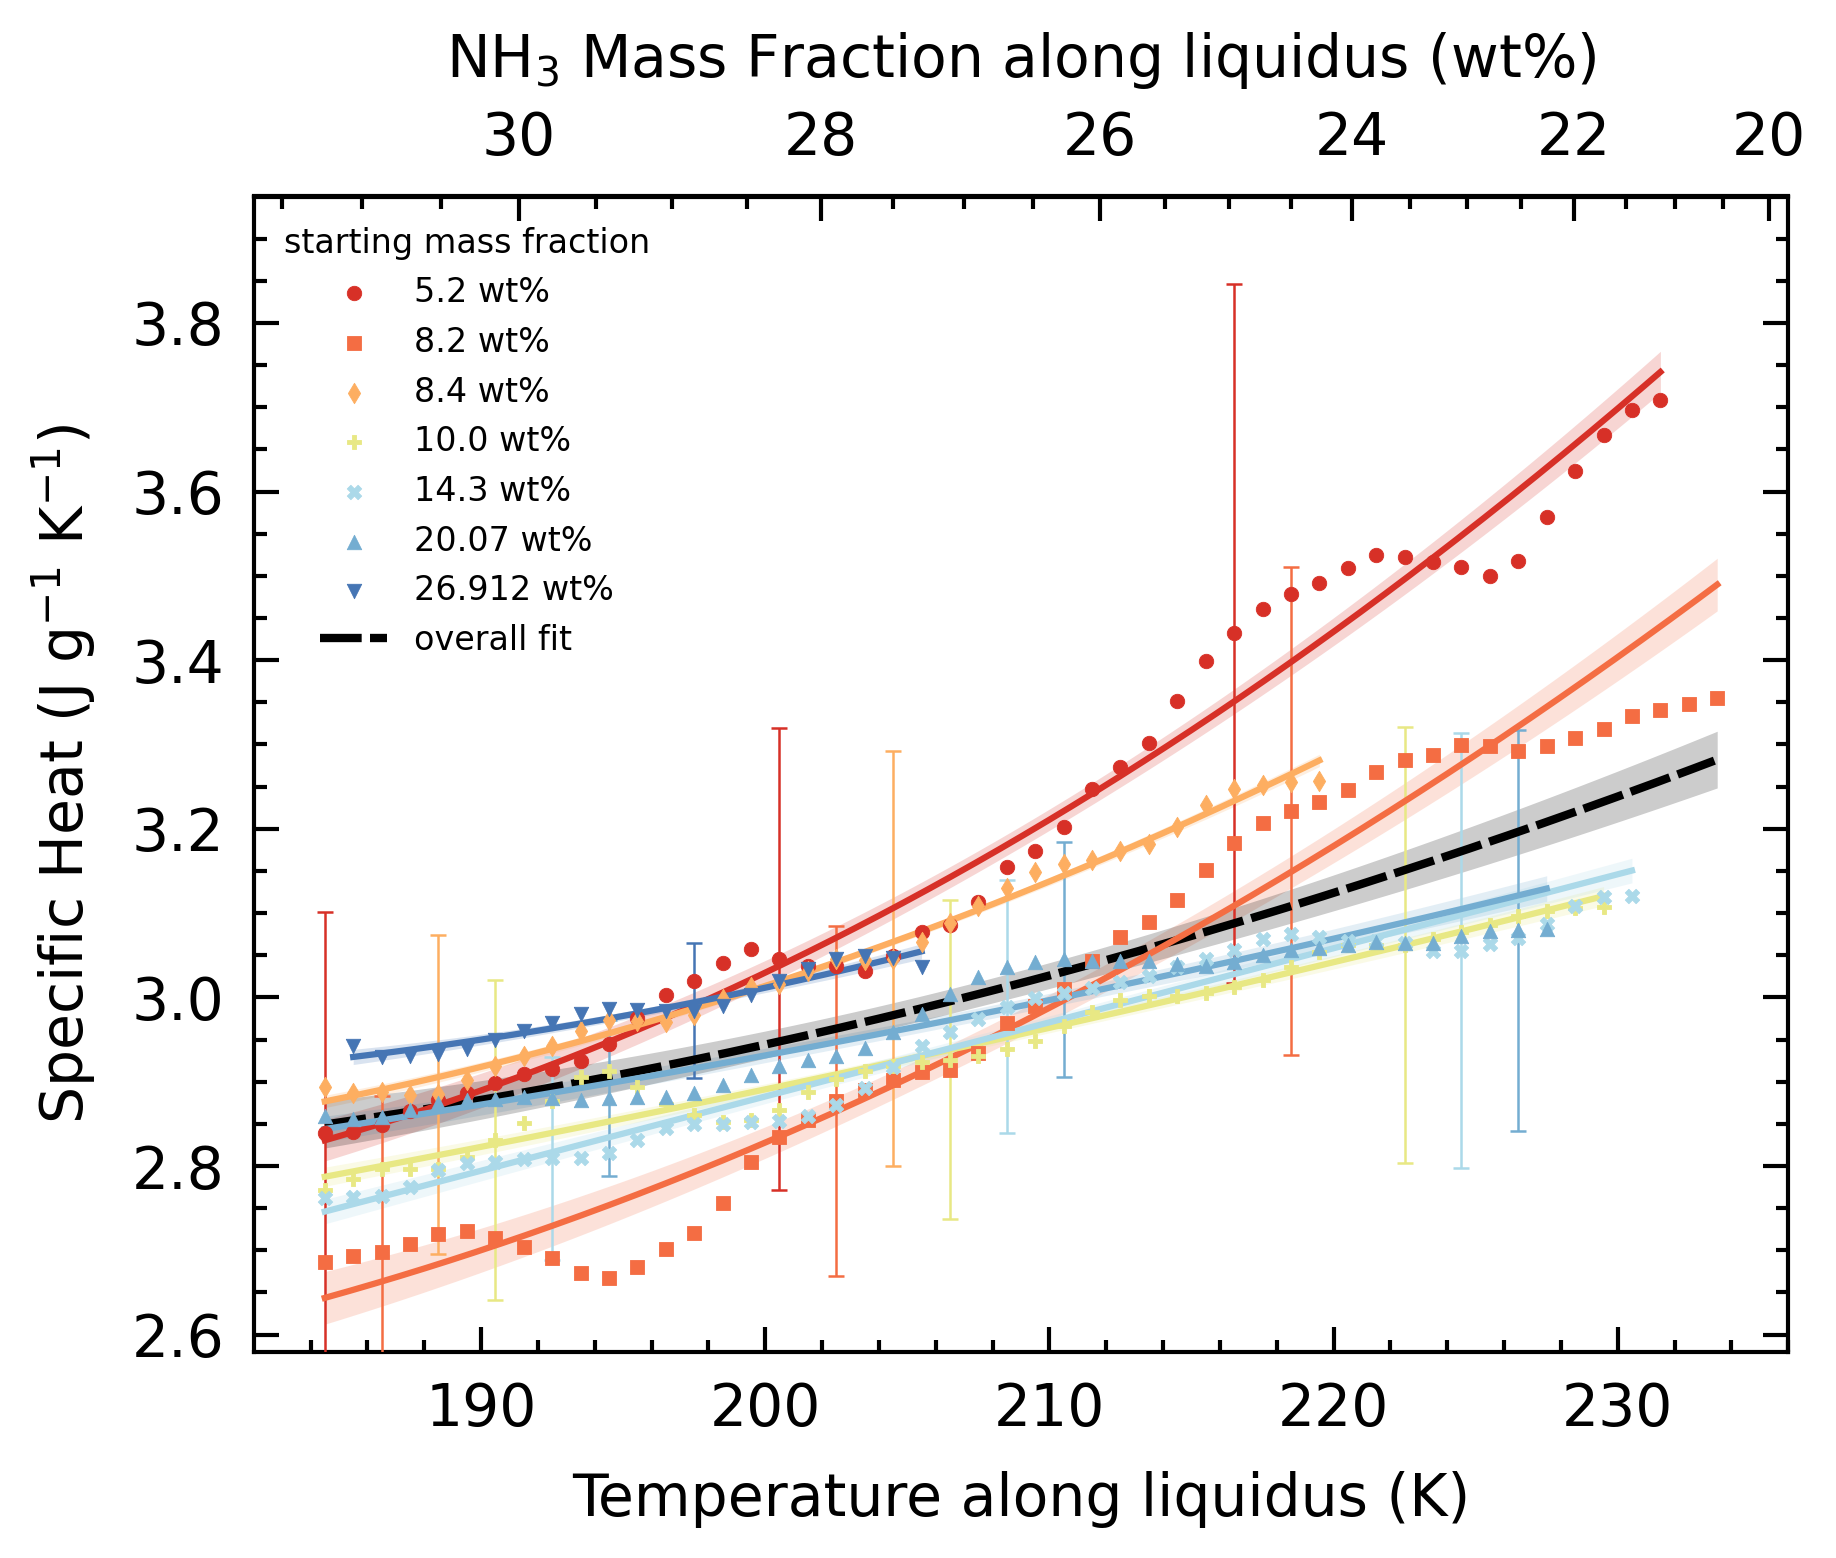 NH₃ Mass Fraction along liquidus (wt%)
30 28 26 24 22 20
starting mass fraction
5.2 wt%
8.2 wt%
8.4 wt%
10.0 wt%
14.3 wt%
20.07 wt%
26.912 wt%
overall fit
Specific Heat (J g⁻¹ K⁻¹)
3.8
3.6
3.4
3.2
3.0
2.8
2.6
190 200 210 220 230
Temperature along liquidus (K)